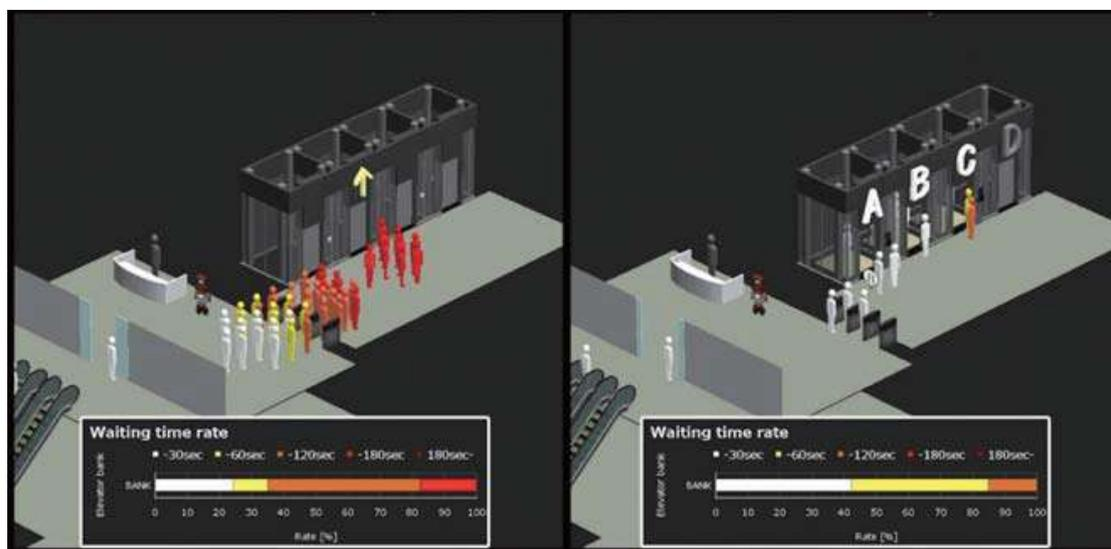 Waiting time rate
-30sec -60sec -120sec -180sec 180sec-
Elevator bank
BANK
0 10 20 30 40 50 60 70 80 90 100
Rate [%]
A B C D
Waiting time rate
-30sec -60sec -120sec -180sec 180sec-
Elevator bank
BANK
0 10 20 30 40 50 60 70 80 90 100
Rate [%]